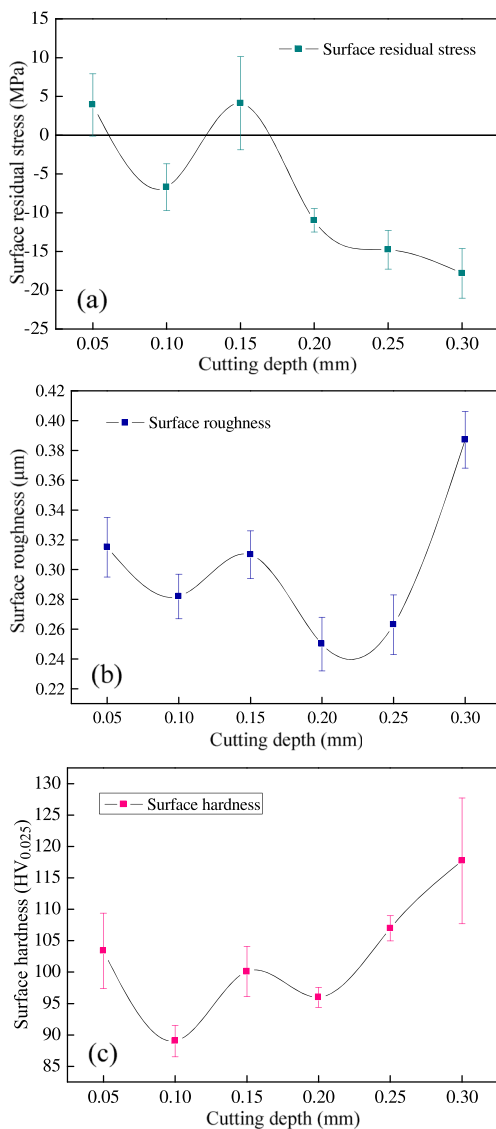 15
10
5
0
-5
-10
-15
-20
-25
Surface residual stress (MPa)
Surface residual stress
(a)
0.05 0.10 0.15 0.20 0.25 0.30
Cutting depth (mm)
0.42
0.40
0.38
0.36
0.34
0.32
0.30
0.28
0.26
0.24
0.22
Surface roughness (μm)
Surface roughness
(b)
0.05 0.10 0.15 0.20 0.25 0.30
Cutting depth (mm)
130
125
120
115
110
105
100
95
90
85
Surface hardness (HV0.025)
Surface hardness
(c)
0.05 0.10 0.15 0.20 0.25 0.30
Cutting depth (mm)